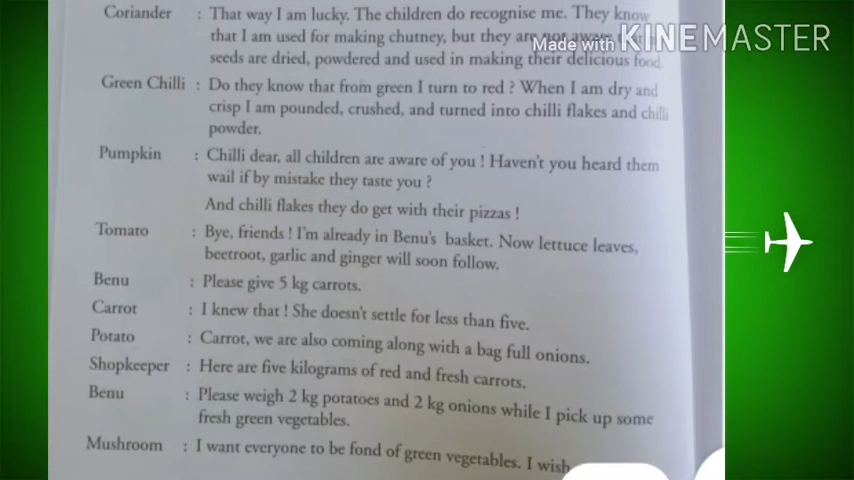 Coriander : That way I am lucky. The children do recognise me. They know
that I am used for making chutney, but they are not aware
seeds are dried, powdered and used in making their delicious food.
Made with KINEMASTER
Green Chilli : Do they know that from green I turn to red ? When I am dry and
crisp I am pounded, crushed, and turned into chilli flakes and chilli
powder.
Pumpkin : Chilli dear, all children are aware of you ! Haven't you heard them
wail if by mistake they taste you ?
And chilli flakes they do get with their pizzas !
Tomato : Bye, friends ! I'm already in Benu's basket. Now lettuce leaves,
beetroot, garlic and ginger will soon follow.
Benu : Please give 5 kg carrots.
Carrot : I knew that ! She doesn't settle for less than five.
Potato : Carrot, we are also coming along with a bag full onions.
Shopkeeper : Here are five kilograms of red and fresh carrots.
Benu : Please weigh 2 kg potatoes and 2 kg onions while I pick up some
fresh green vegetables.
Mushroom : I want everyone to be fond of green vegetables. I wish